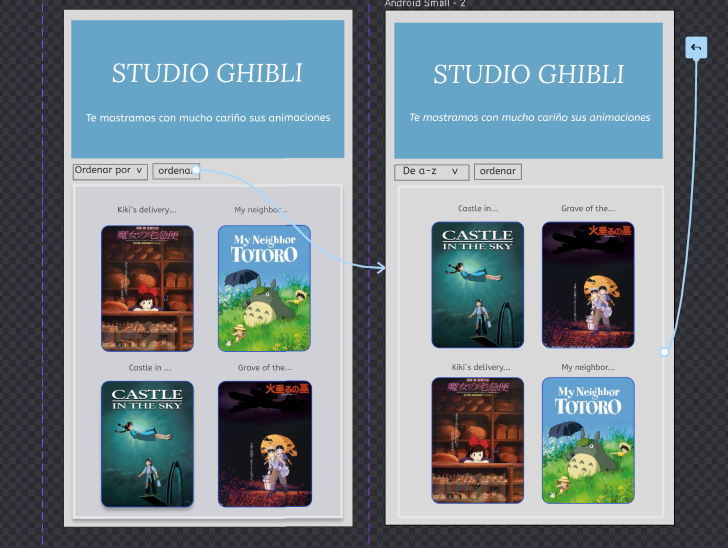 Android Small - 2
STUDIO GHIBLI
Te mostramos con mucho cariño sus animaciones
Ordenar por v
ordena
Kiki's delivery...
My neighbor...
魔女の宅急便
My Neighbor
TOTORO
Castle in ...
Grave of the...
CASTLE
IN THE SKY
火垂るの墓
STUDIO GHIBLI
Te mostramos con mucho cariño sus animaciones
De a-z v
ordenar
Castle in...
Grave of the...
CASTLE
IN THE SKY
火垂るの墓
Kiki's delivery...
My neighbor...
魔女の宅急便
My Neighbor
TOTORO